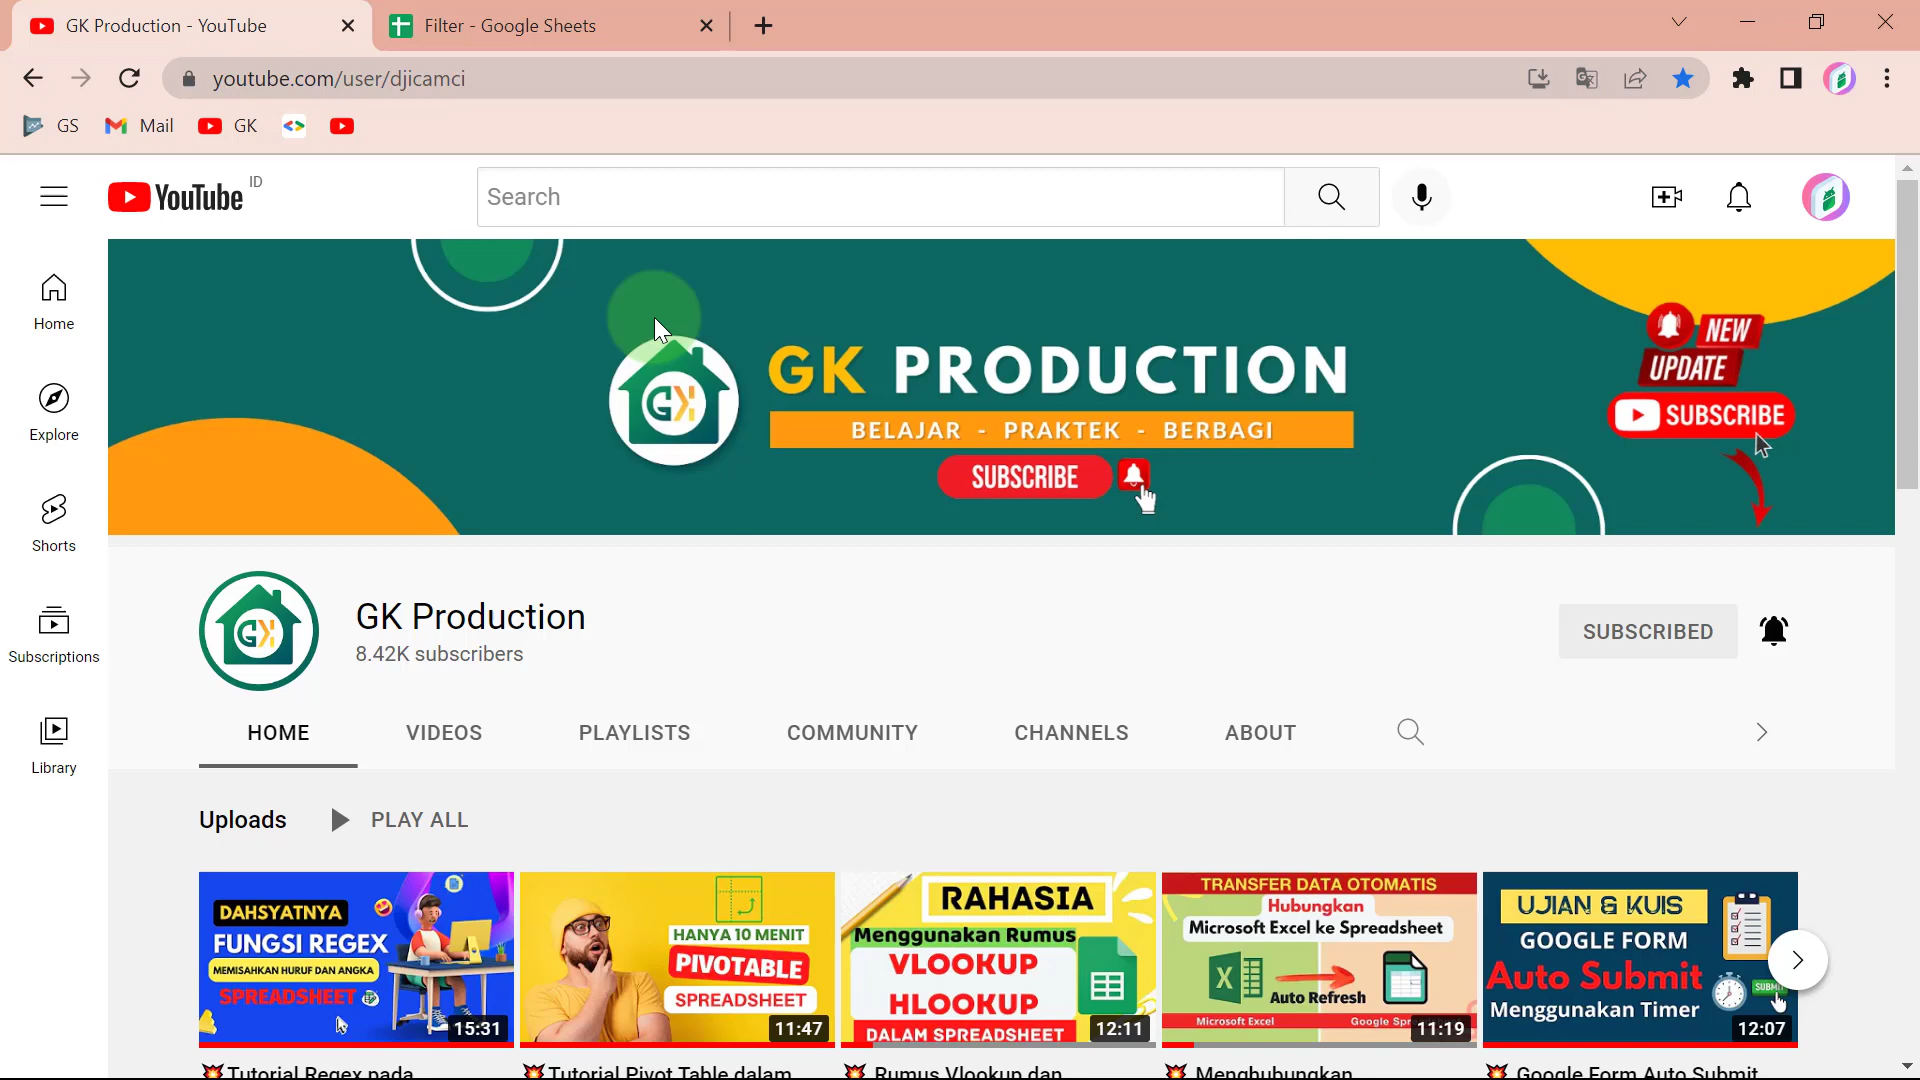 GK Production - YouTube
Filter - Google Sheets
youtube.com/user/djicamci
GS
Mail
GK
YouTube ID
Search
Home
Explore
Shorts
Subscriptions
Library
GK PRODUCTION
BELAJAR - PRAKTEK - BERBAGI
SUBSCRIBE
NEW
UPDATE
SUBSCRIBE
GK
GK Production
8.42K subscribers
SUBSCRIBED
HOME
VIDEOS
PLAYLISTS
COMMUNITY
CHANNELS
ABOUT
Uploads
PLAY ALL
DAHSYATNYA
FUNGSI REGEX
MEMISAHKAN HURUF DAN ANGKA
SPREADSHEET
15:31
HANYA 10 MENIT
PIVOTABLE
SPREADSHEET
11:47
RAHASIA
Menggunakan Rumus
VLOOKUP
HLOOKUP
DALAM SPREADSHEET
12:11
TRANSFER DATA OTOMATIS
Hubungkan
Microsoft Excel ke Spreadsheet
Auto Refresh
Microsoft Excel
11:19
UJIAN & KUIS
GOOGLE FORM
Auto Submit
Menggunakan Timer
12:07
Tutorial Regex pada
Tutorial Pivot Table dalam
Rumus Vlookup dan
Menghubungkan
Google Form Auto Submit